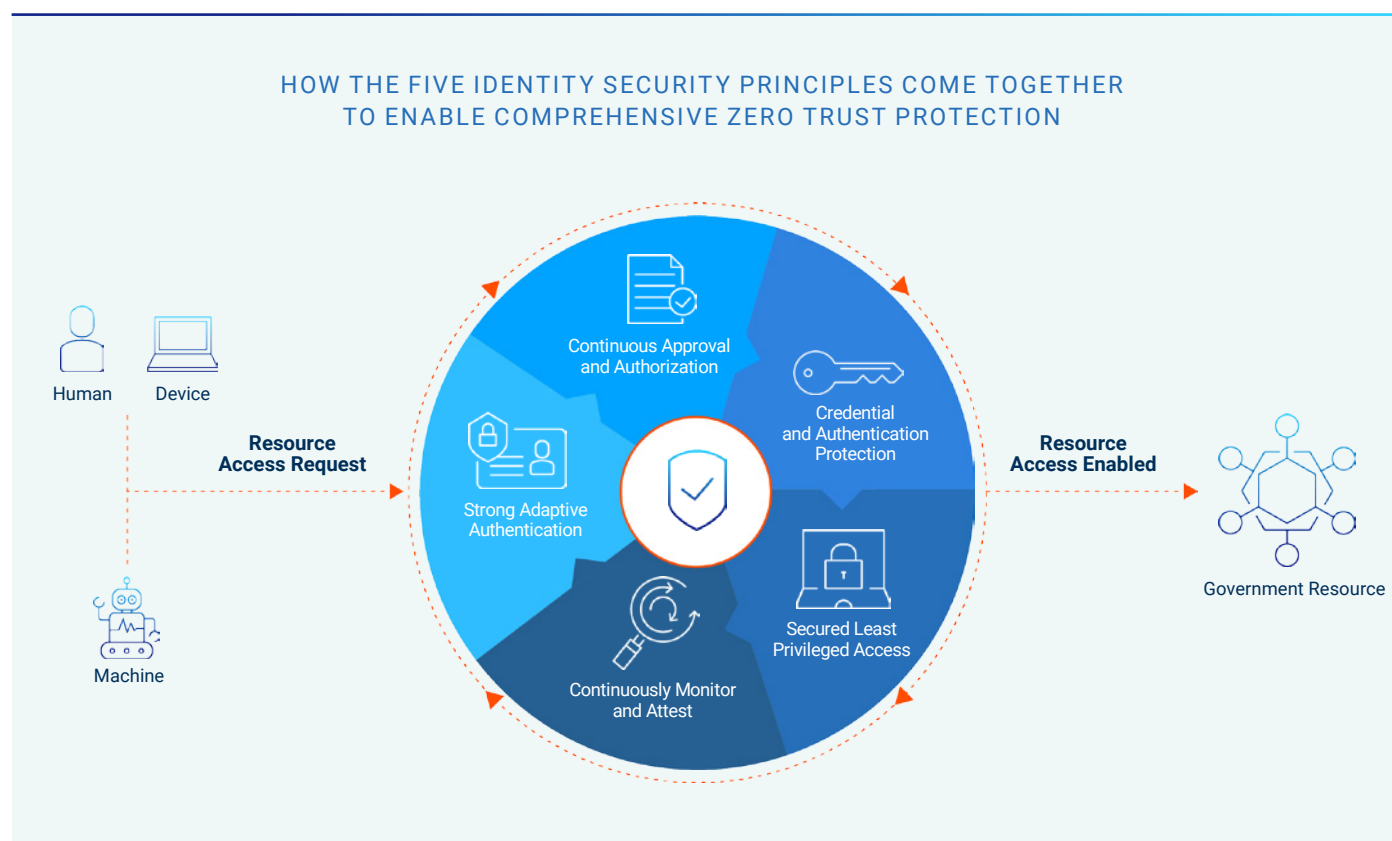 HOW THE FIVE IDENTITY SECURITY PRINCIPLES COME TOGETHER
TO ENABLE COMPREHENSIVE ZERO TRUST PROTECTION
Human
Device
Machine
Resource
Access Request
Strong Adaptive
Authentication
Continuous Approval
and Authorization
Credential
and Authentication
Protection
Secured Least
Privileged Access
Continuously Monitor
and Attest
Resource
Access Enabled
Government Resource